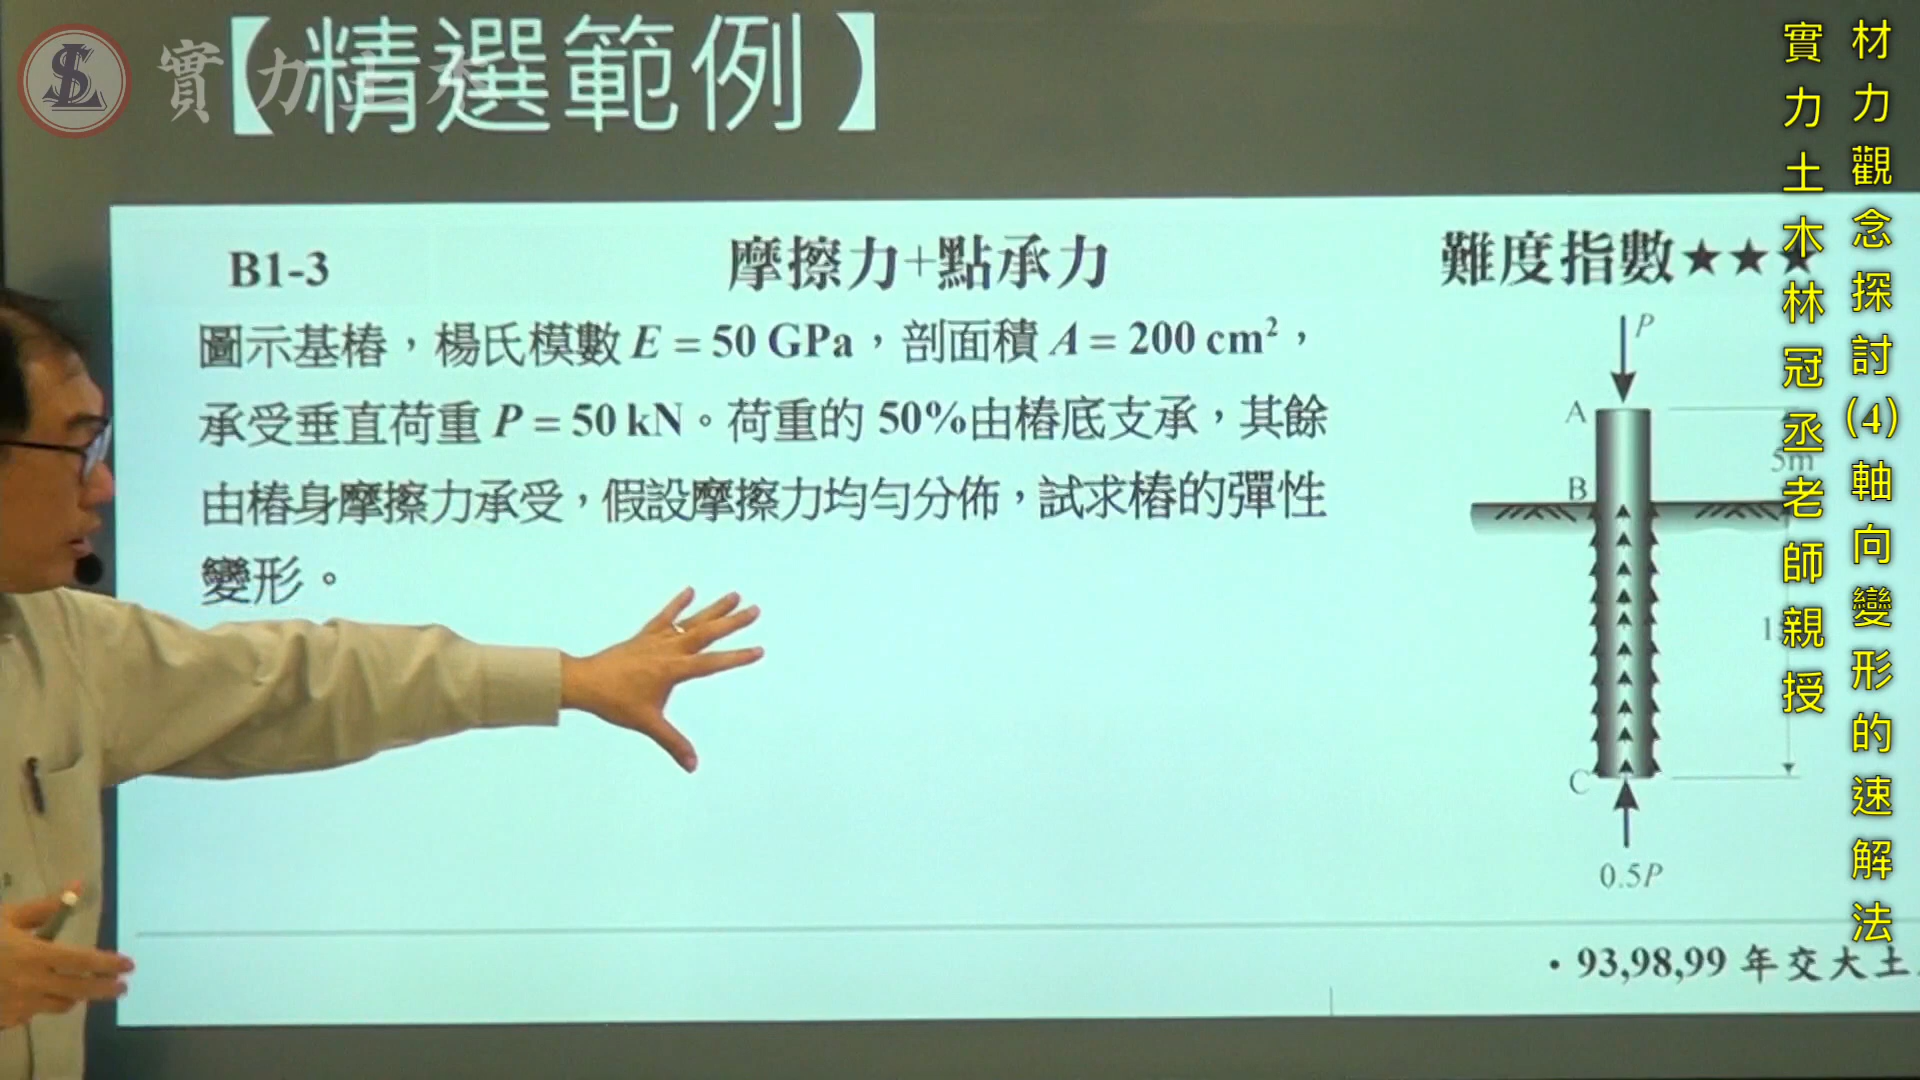 【精選範例】
實力土木
B1-3
摩擦力+點承力
難度指數★★★
圖示基樁，楊氏模數 E = 50 GPa，剖面積 A = 200 cm²，
承受垂直荷重 P = 50 kN。荷重的 50%由樁底支承，其餘
由樁身摩擦力承受，假設摩擦力均勻分佈，試求樁的彈性
變形。
P
A
5m
B
C
0.5P
• 93,98,99 年交大土
材力觀念探討(4)軸向變形的速解法
實力土木林冠丞老師親授